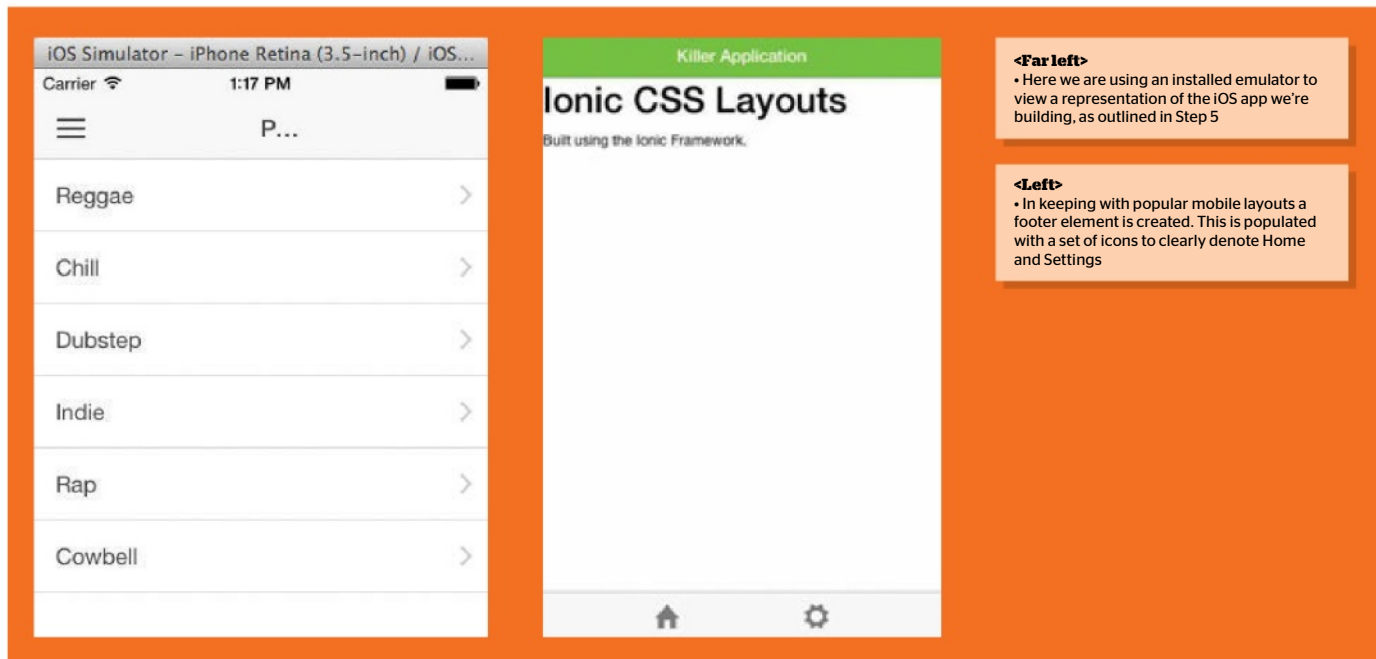 iOS Simulator – iPhone Retina (3.5-inch) / iOS...
Carrier 1:17 PM
P...
Reggae
Chill
Dubstep
Indie
Rap
Cowbell
Killer Application
Ionic CSS Layouts
Built using the Ionic Framework.
<Far left>
• Here we are using an installed emulator to
view a representation of the iOS app we're
building, as outlined in Step 5
<Left>
• In keeping with popular mobile layouts a
footer element is created. This is populated
with a set of icons to clearly denote Home
and Settings